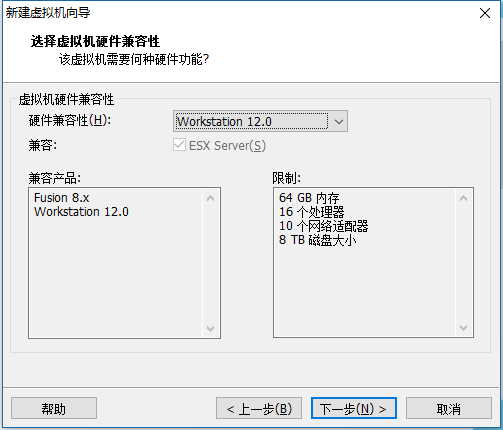 新建虚拟机向导
选择虚拟机硬件兼容性
该虚拟机需要何种硬件功能?
虚拟机硬件兼容性
硬件兼容性(H):
Workstation 12.0
兼容:
ESX Server(S)
兼容产品:
Fusion 8.x
Workstation 12.0
限制:
64 GB 内存
16 个处理器
10 个网络适配器
8 TB 磁盘大小
帮助
< 上一步(B)
下一步(N) >
取消